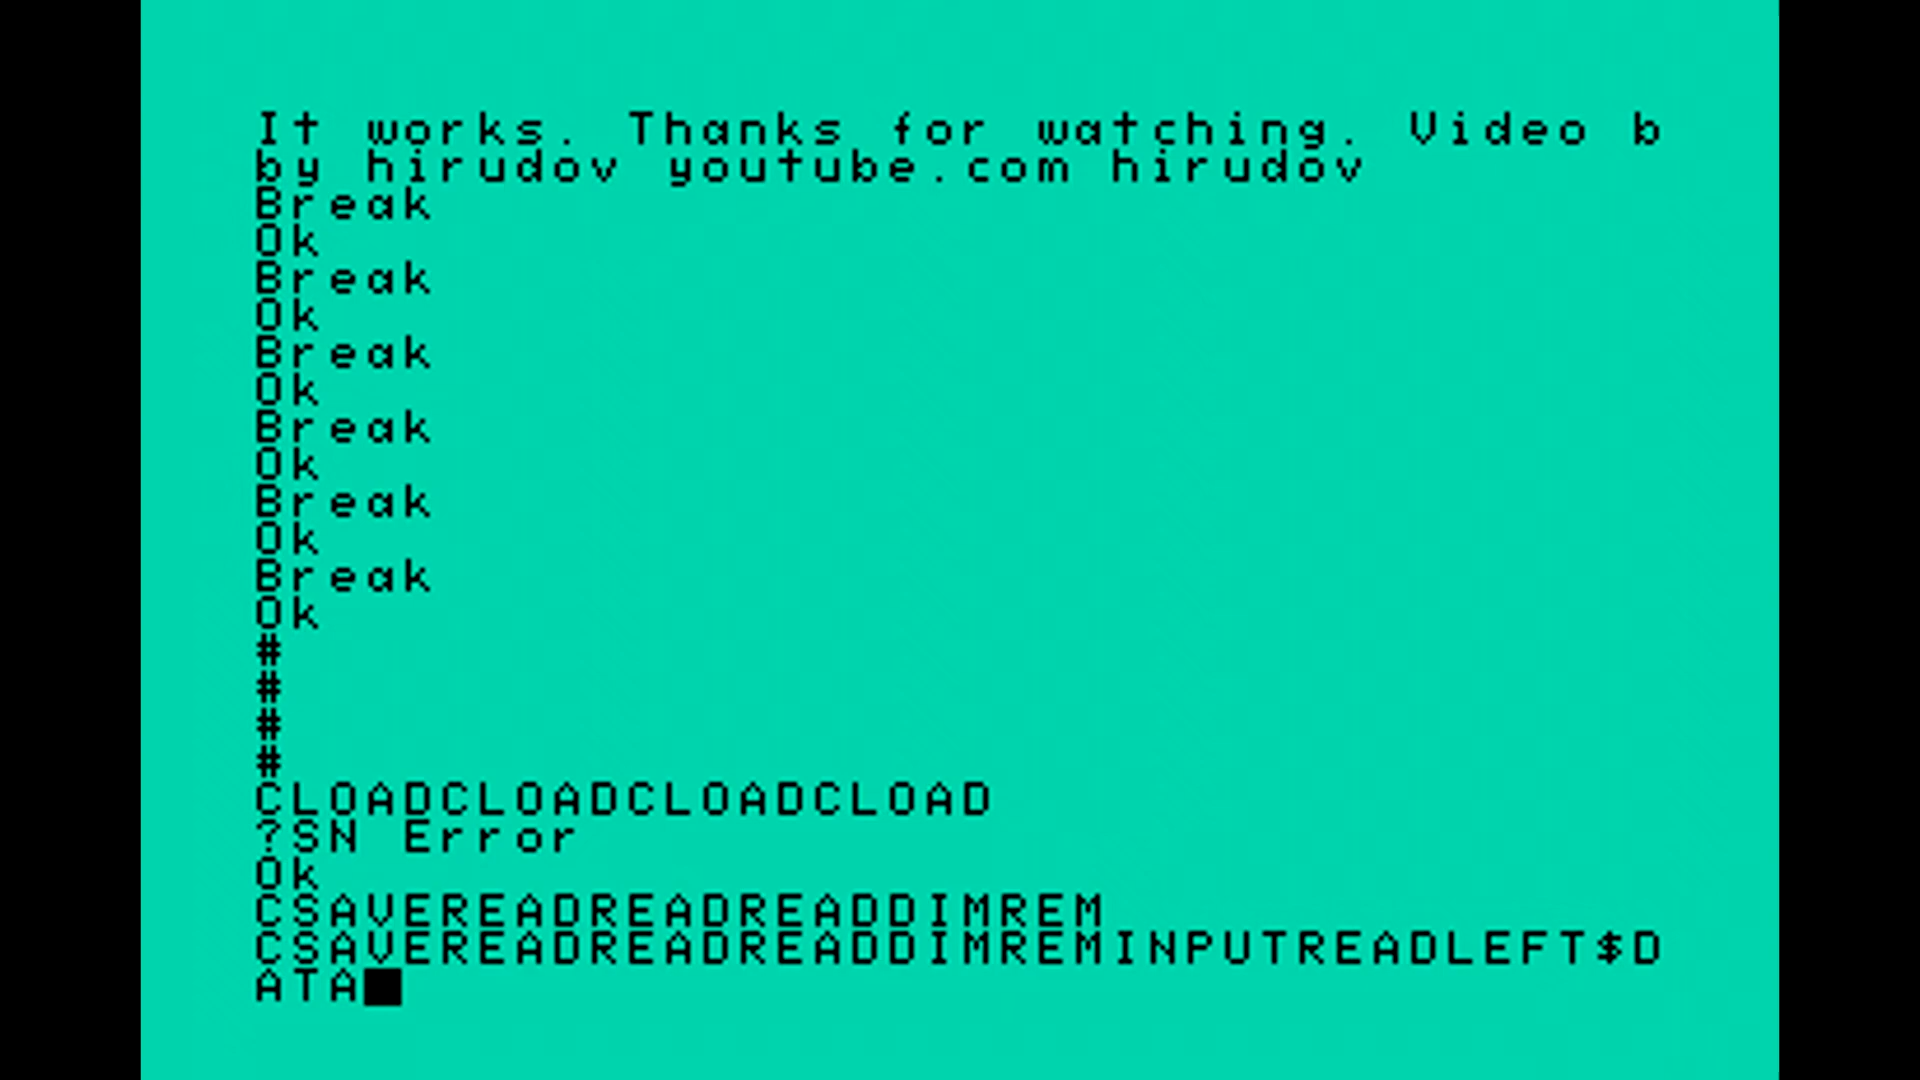 It works. Thanks for watching. Video b
by hirudov youtube.com hirudov
Break
Ok
Break
Ok
Break
Ok
Break
Ok
Break
Ok
Break
Ok
#
#
#
#
CLOADCLOADCLOADCLOAD
?SN Error
Ok
CSAVEREADREADREADDIMREM
CSAVEREADREADREADDIMREMINPUTREADLEFT$D
ATA